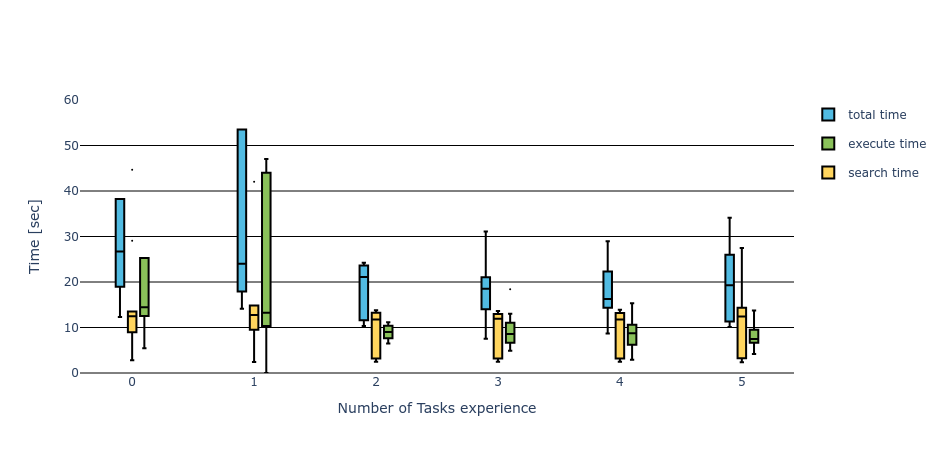 60
50
40
30
20
10
0
Time [sec]
0 1 2 3 4 5
Number of Tasks experience
total time
execute time
search time